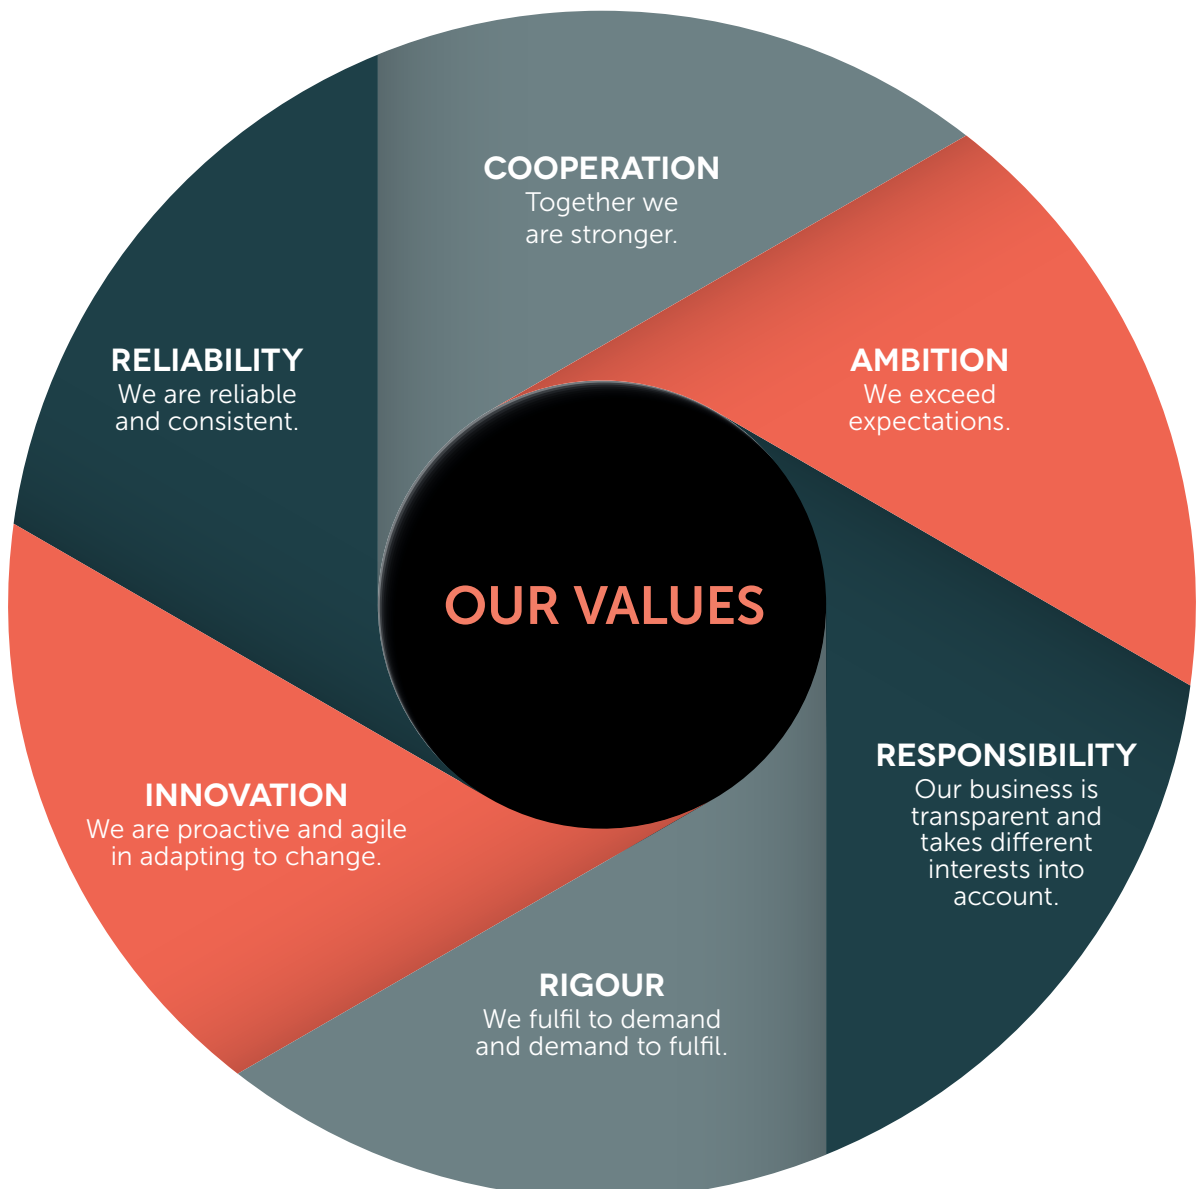 COOPERATION
Together we
are stronger.
AMBITION
We exceed
expectations.
RELIABILITY
We are reliable
and consistent.
OUR VALUES
RESPONSIBILITY
Our business is
transparent and
takes different
interests into
account.
INNOVATION
We are proactive and agile
in adapting to change.
RIGOUR
We fulfil to demand
and demand to fulfil.